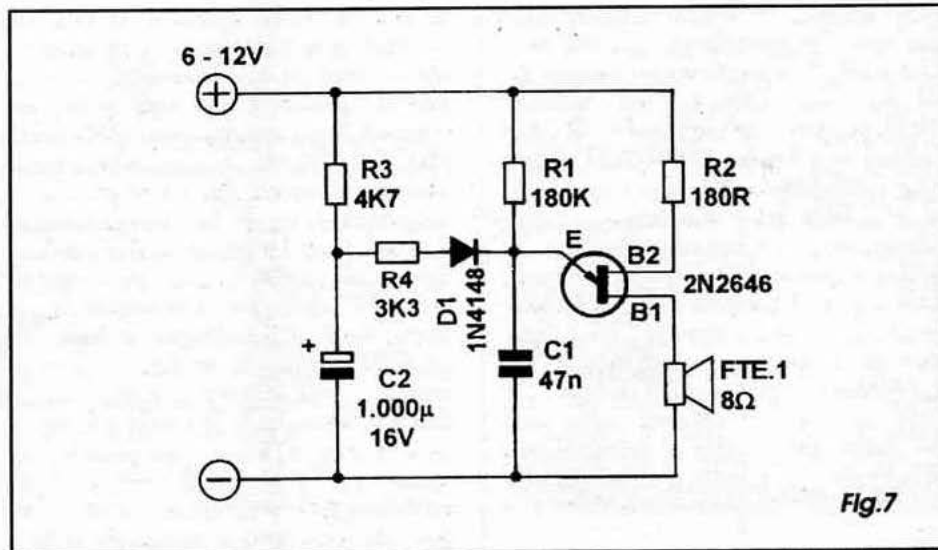 6 - 12V
R3
4K7
R1
180K
R2
180R
R4
3K3
D1
1N4148
E
B2
B1
2N2646
+
C2
1.000µ
16V
C1
47n
FTE.1
8Ω
Fig.7